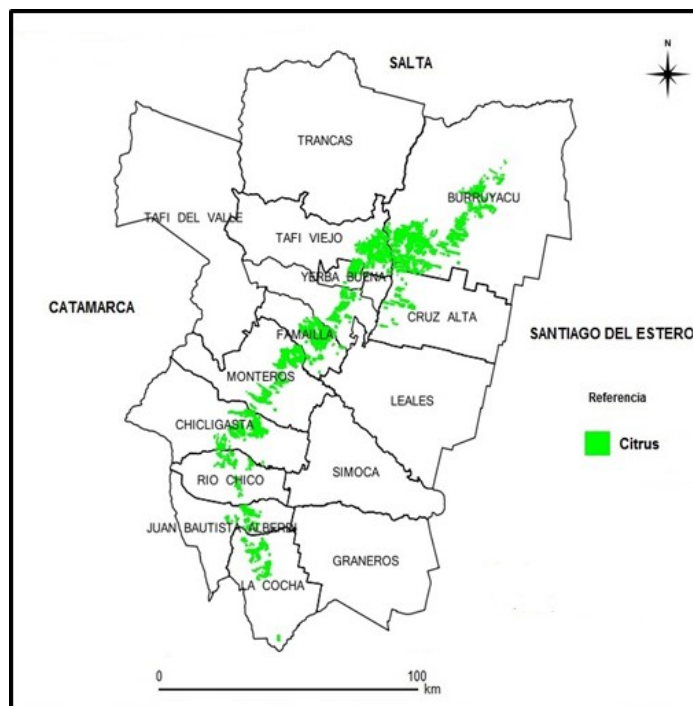 N
SALTA
TRANCAS
BURRUYACU
TAFI DEL VALLE
TAFI VIEJO
YERBA BUENA
CATAMARCA
CRUZ ALTA
SANTIAGO DEL ESTERO
FAMAILLA
MONTEROS
LEALES
Referencia
CHICLIGASTA
Citrus
RIO CHICO
SIMOCA
JUAN BAUTISTA ALBERDI
GRANEROS
LA COCHA
0 100
km